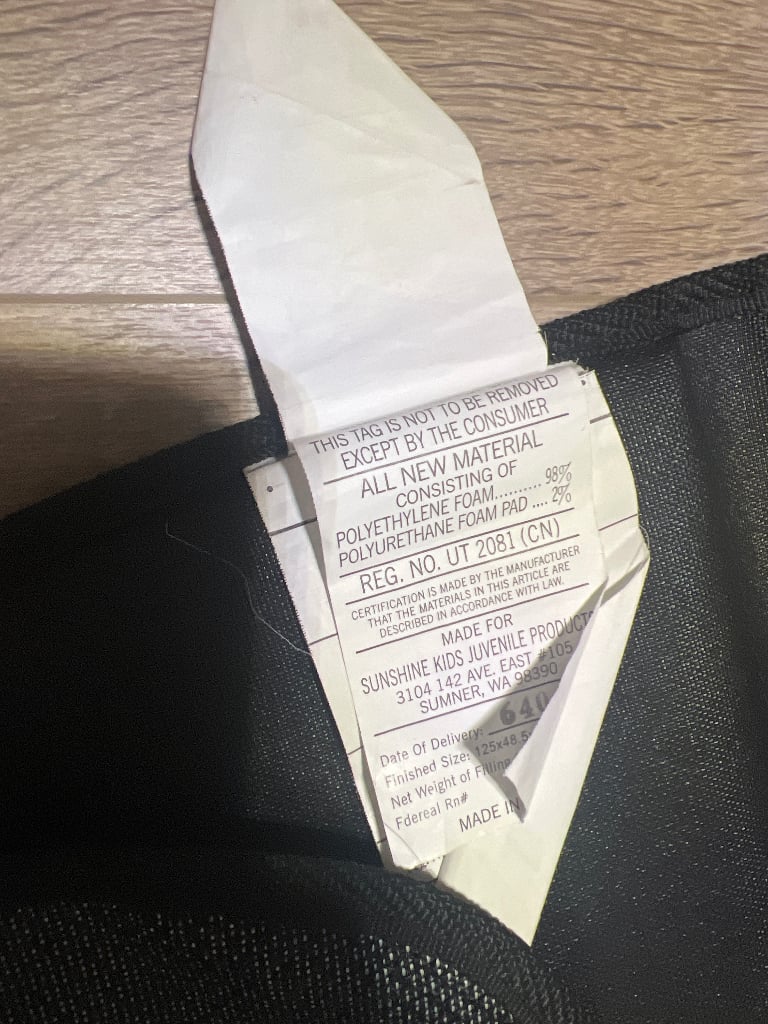 THIS TAG IS NOT TO BE REMOVED
EXCEPT BY THE CONSUMER
ALL NEW MATERIAL
CONSISTING OF
POLYETHYLENE FOAM.......... 98%
POLYURETHANE FOAM PAD .... 2%
REG. NO. UT 2081 (CN)
CERTIFICATION IS MADE BY THE MANUFACTURER
THAT THE MATERIALS IN THIS ARTICLE ARE
DESCRIBED IN ACCORDANCE WITH LAW.
MADE FOR
SUNSHINE KIDS JUVENILE PRODUCTS
3104 142 AVE. EAST #105
SUMNER, WA 98390
Date Of Delivery: 640
Finished Size: 125x48.5
Net Weight of Filling
Fdereal Rn#
MADE IN